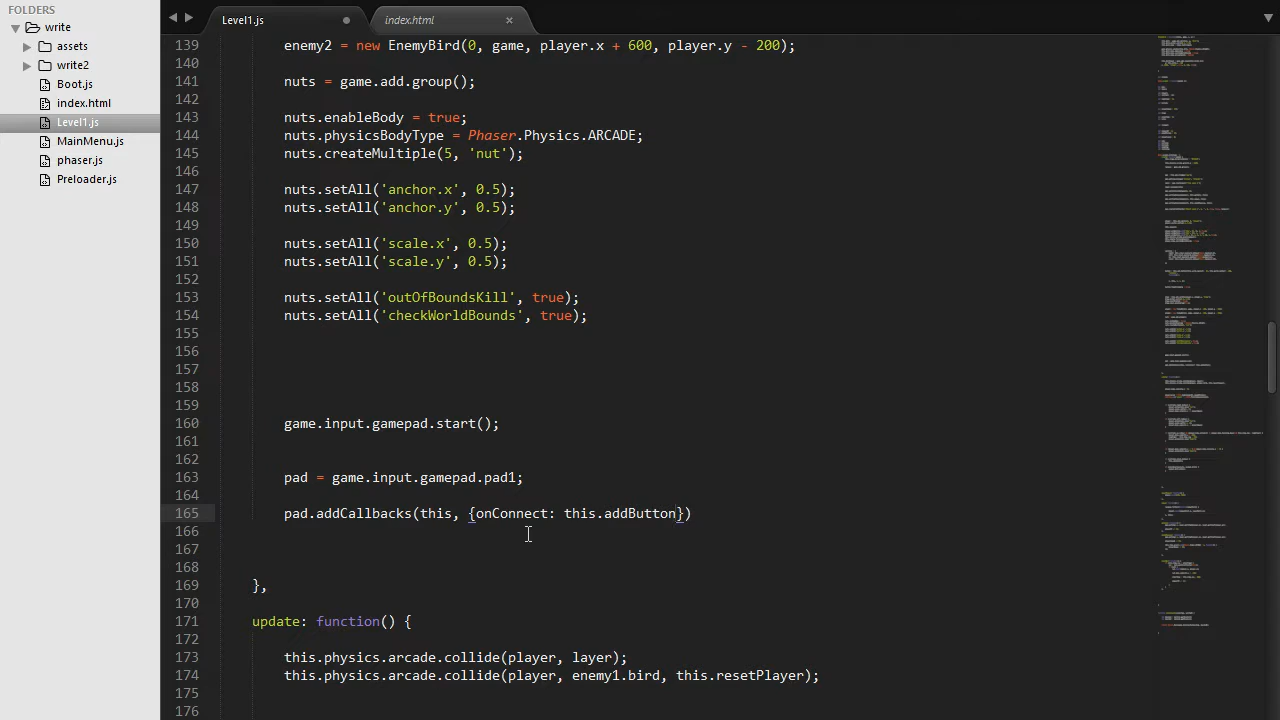 FOLDERS
write
assets
write2
Boot.js
index.html
Level1.js
MainMenu.js
phaser.js
Preloader.js
Level1.js
index.html
139 enemy2 = new EnemyBird(1, game, player.x + 600, player.y - 200);
140
141 nuts = game.add.group();
142
143 nuts.enableBody = true;
144 nuts.physicsBodyType = Phaser.Physics.ARCADE;
145 nuts.createMultiple(5, 'nut');
146
147 nuts.setAll('anchor.x', 0.5);
148 nuts.setAll('anchor.y', 0.5);
149
150 nuts.setAll('scale.x', 0.5);
151 nuts.setAll('scale.y', 0.5);
152
153 nuts.setAll('outOfBoundKill', true);
154 nuts.setAll('checkWorldBounds', true);
155
156
157
158
159
160 game.input.gamepad.start();
161
162
163 pad = game.input.gamepad.pad1;
164
165 pad.addCallbacks(this, {onConnect: this.addButton})
166
167
168
169 },
170
171 update: function() {
172
173 this.physics.arcade.collide(player, layer);
174 this.physics.arcade.collide(player, enemy1.bird, this.resetPlayer);
175
176